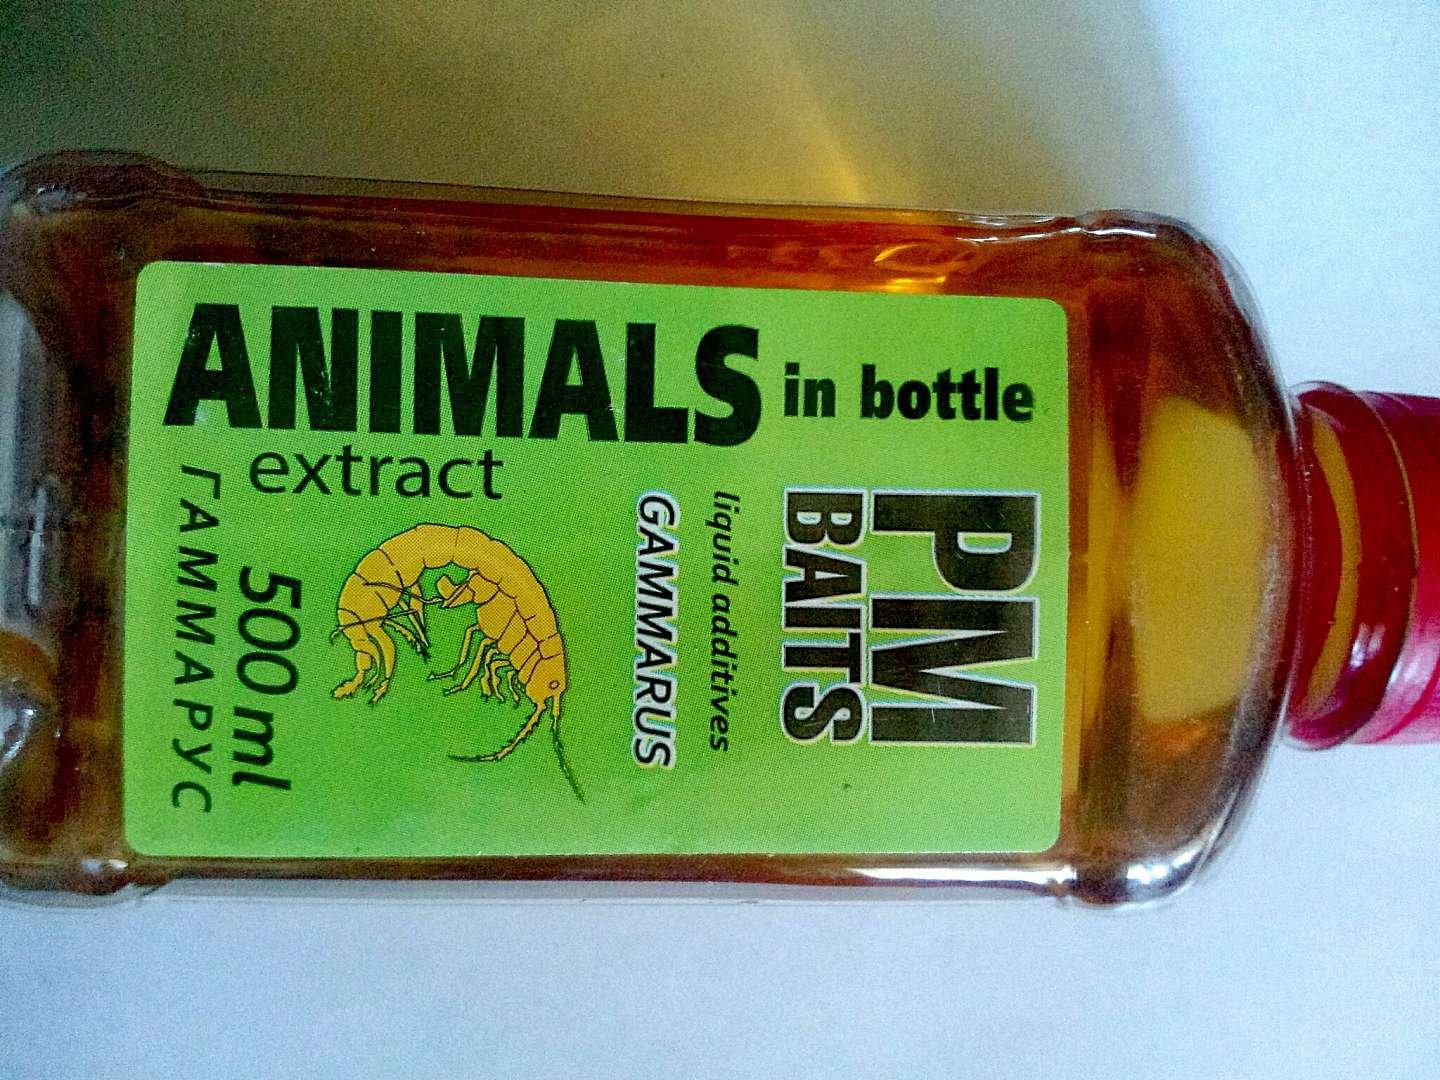 ANIMALS in bottle
extract
PM
BAITS
liquid additives
GAMMARUS
500 ml
ГАММАРУС